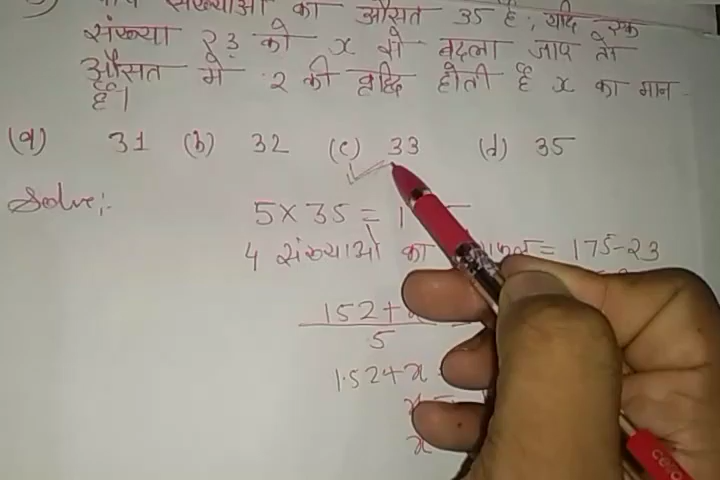 संख्याओं का औसत 35 है, यदि एक
संख्या 23 को x से बदला जाए तो
औसत में 2 की वृद्धि होती है x का मान
है।
(a) 31 (b) 32 (c) 33 (d) 35
Solve;-
5 × 35 =
4 संख्याओं का = 175-23
152+
5
152+x
x
x
cello